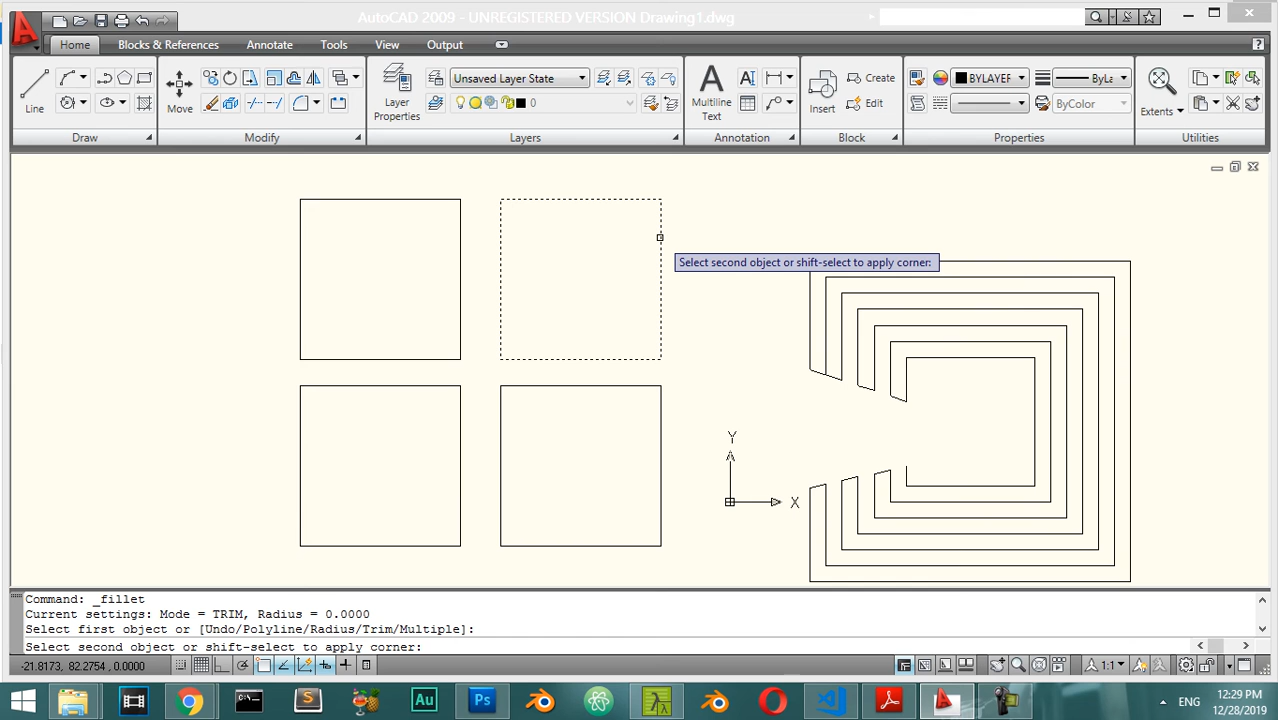 AutoCAD 2009 - UNREGISTERED VERSION Drawing1.dwg
Home
Blocks & References
Annotate
Tools
View
Output
Line
Move
Layer Properties
Unsaved Layer State
0
A
Multiline Text
Insert
Create
Edit
BYLAYER
ByLa
ByColor
Extents
Draw
Modify
Layers
Annotation
Block
Properties
Utilities
Select second object or shift-select to apply corner:
Y
X
Command: _fillet
Current settings: Mode = TRIM, Radius = 0.0000
Select first object or [Undo/Polyline/Radius/Trim/Multiple]:
Select second object or shift-select to apply corner:
-21.8173, 82.2754, 0.0000
1:1
Au
Ps
ENG
12:29 PM
12/28/2019